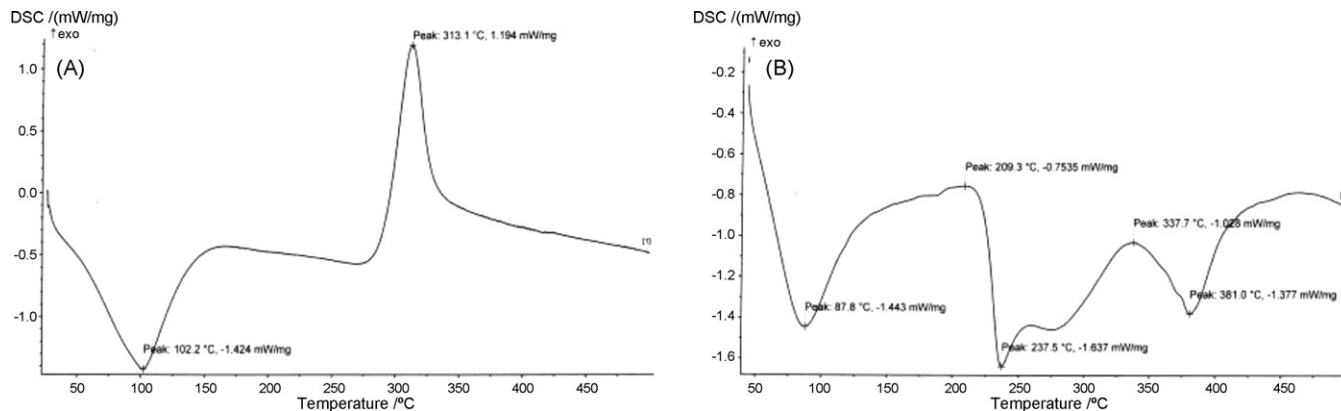 DSC /(mW/mg)
↑ exo
(A)
Peak: 313.1 °C, 1.194 mW/mg
1.0
0.5
0.0
-0.5
-1.0
[1]
Peak: 102.2 °C, -1.424 mW/mg
50 100 150 200 250 300 350 400 450
Temperature /ºC
DSC /(mW/mg)
↑ exo
(B)
-0.2
-0.4
-0.6
-0.8
-1.0
-1.2
-1.4
-1.6
Peak: 209.3 °C, -0.7535 mW/mg
Peak: 337.7 °C, -1.028 mW/mg
Peak: 87.8 °C, -1.443 mW/mg
Peak: 381.0 °C, -1.377 mW/mg
Peak: 237.5 °C, -1.637 mW/mg
50 100 150 200 250 300 350 400 450
Temperature /ºC